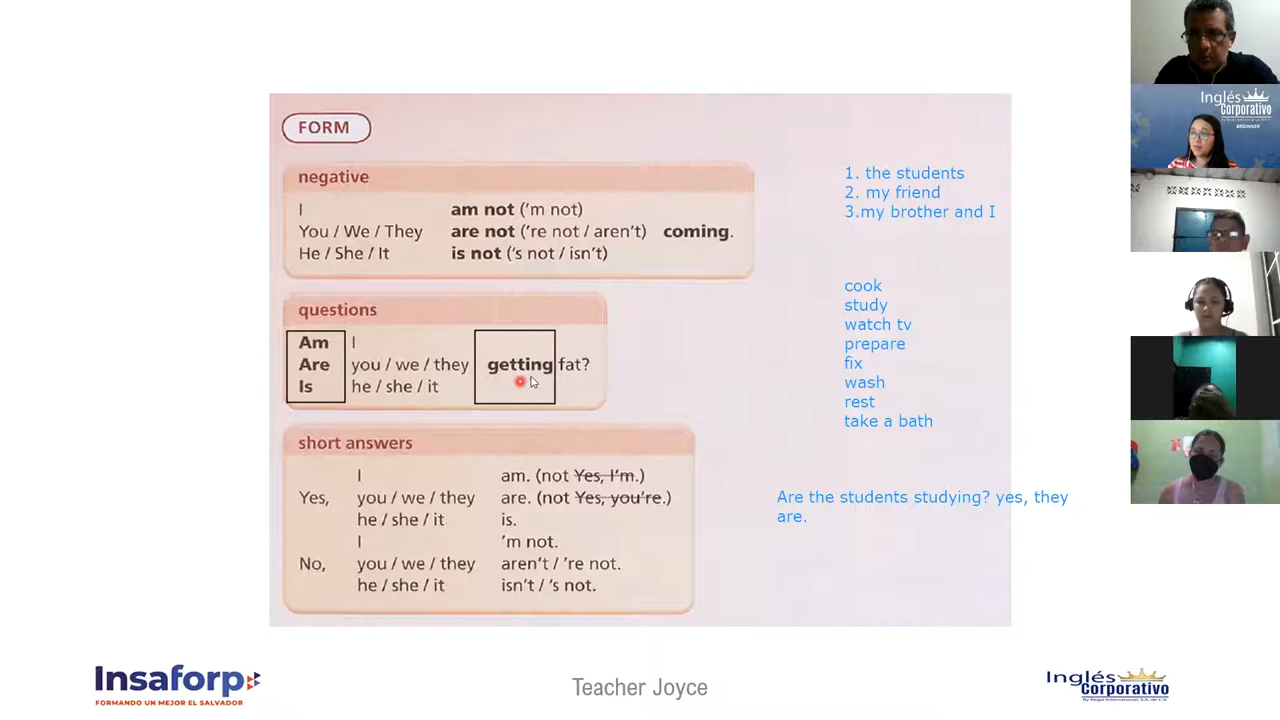 FORM
negative
I am not ('m not)
You / We / They are not ('re not / aren't) coming.
He / She / It is not ('s not / isn't)
questions
Am I
Are you / we / they getting fat?
Is he / she / it
short answers
I am. (not Yes, I'm.)
Yes, you / we / they are. (not Yes, you're.)
he / she / it is.
I 'm not.
No, you / we / they aren't / 're not.
he / she / it isn't / 's not.
1. the students
2. my friend
3.my brother and I
cook
study
watch tv
prepare
fix
wash
rest
take a bath
Are the students studying? yes, they
are.
Inglés
Corporativo
BEGINNER
Insaforp
FORMANDO UN MEJOR EL SALVADOR
Teacher Joyce
Inglés
Corporativo
By Regal International, S.A. de C.V.